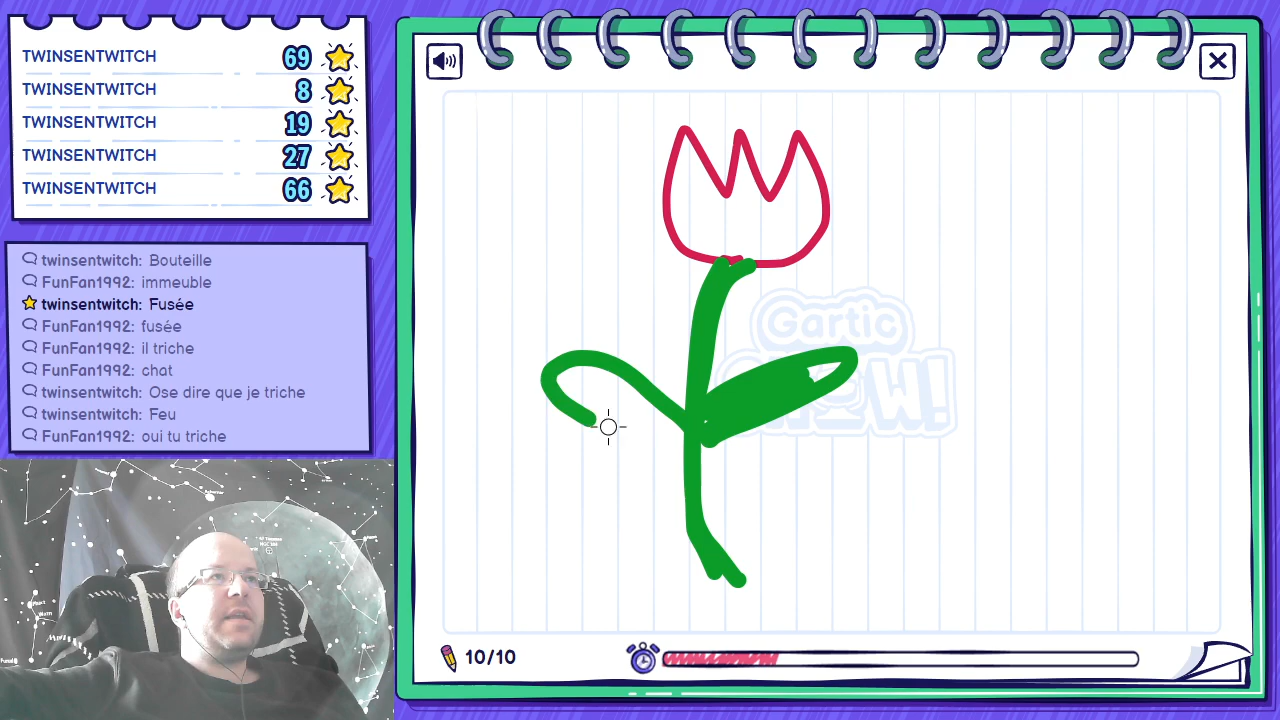 TWINSENTWITCH 69
TWINSENTWITCH 8
TWINSENTWITCH 19
TWINSENTWITCH 27
TWINSENTWITCH 66
twinsentwitch: Bouteille
FunFan1992: immeuble
twinsentwitch: Fusée
FunFan1992: fusée
FunFan1992: il triche
FunFan1992: chat
twinsentwitch: Ose dire que je triche
twinsentwitch: Feu
FunFan1992: oui tu triche
Gartic
10/10